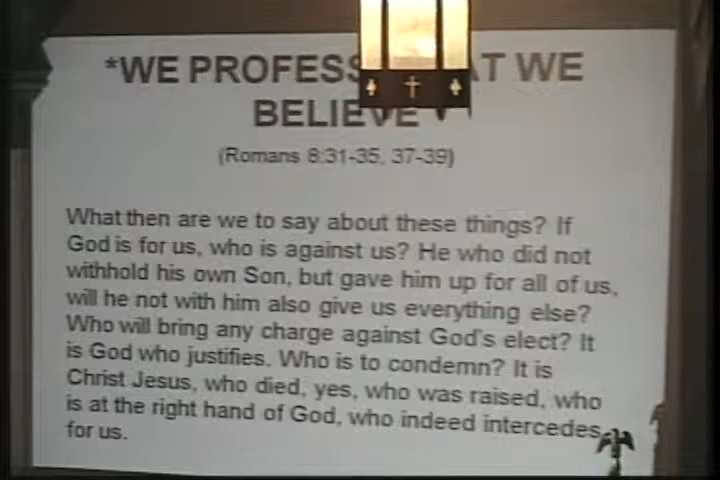 *WE PROFESS AT WE
BELIEVE
(Romans 8:31-35, 37-39)
What then are we to say about these things? If
God is for us, who is against us? He who did not
withhold his own Son, but gave him up for all of us,
will he not with him also give us everything else?
Who will bring any charge against God's elect? It
is God who justifies. Who is to condemn? It is
Christ Jesus, who died, yes, who was raised, who
is at the right hand of God, who indeed intercedes
for us.